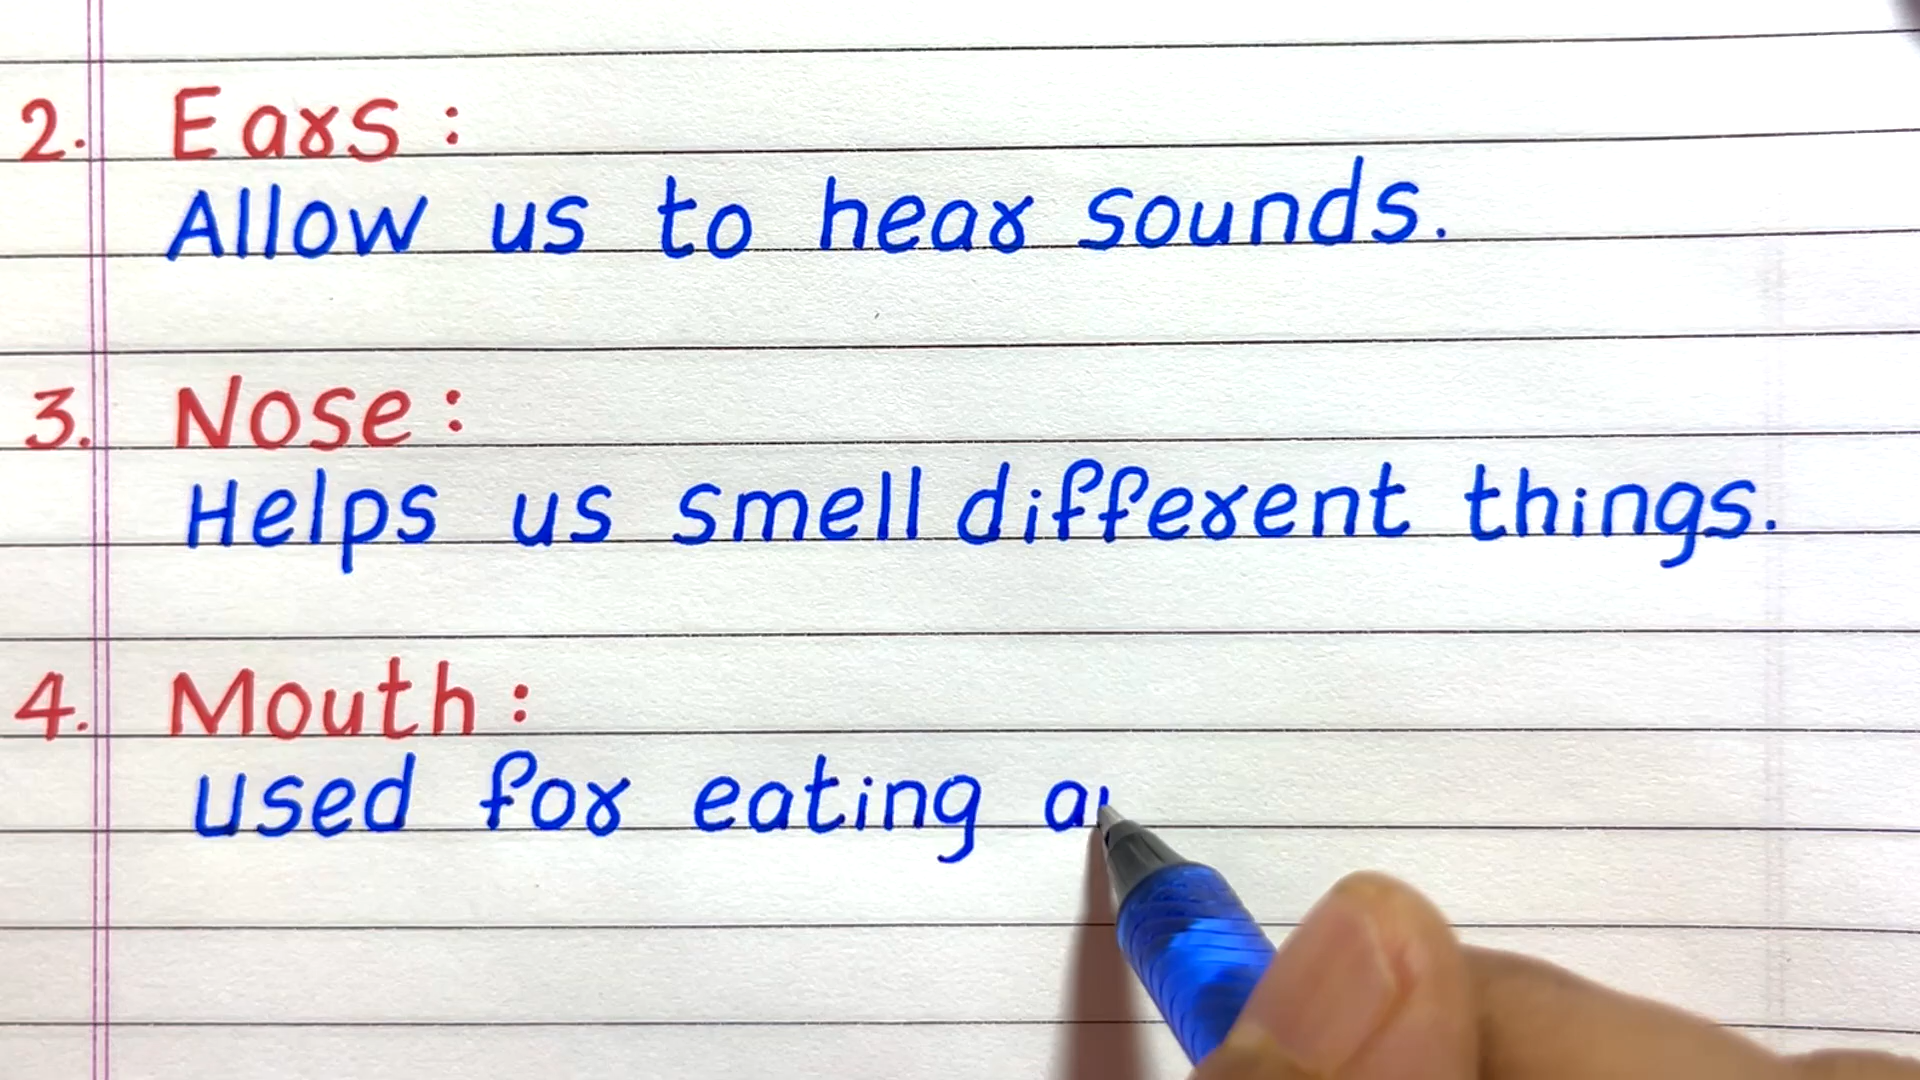 2. Ears :
Allow us to hear sounds.
3. Nose :
Helps us smell different things.
4. Mouth :
used for eating